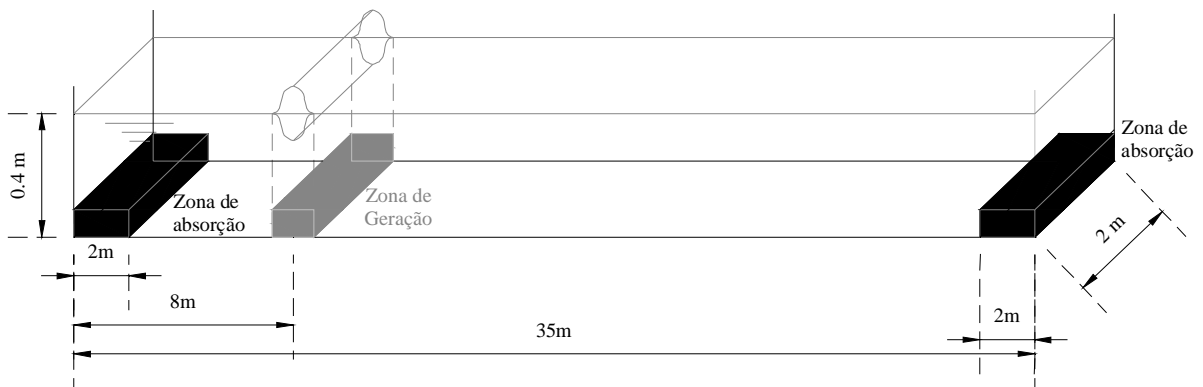 Zona de
absorção
0.4 m
Zona de
absorção
Zona de
Geração
2m
8m
35m
2m
2 m